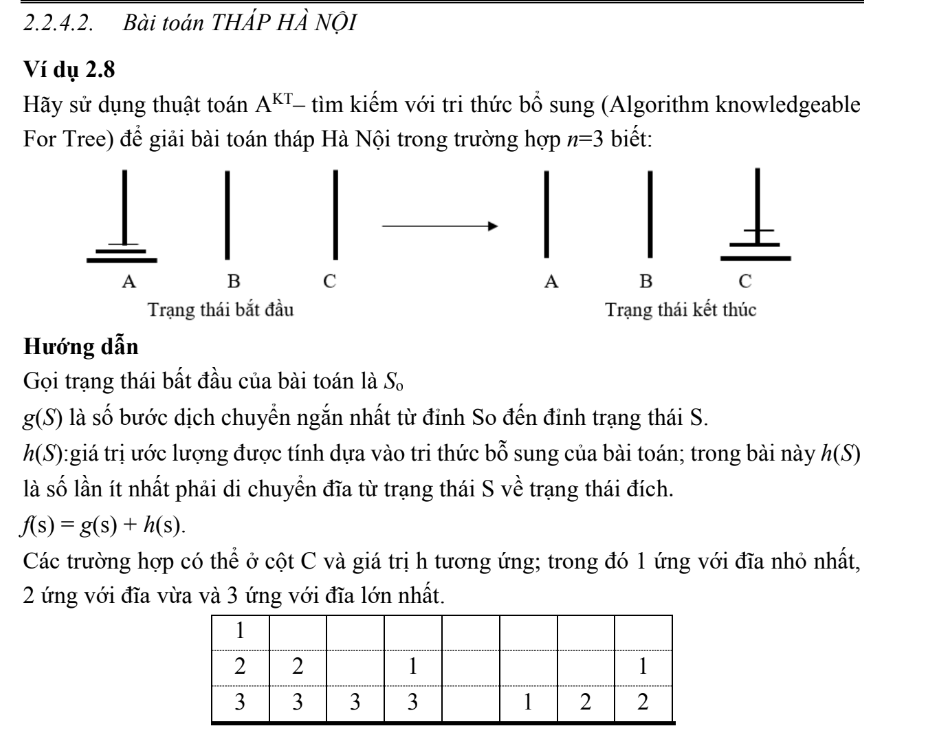 2.2.4.2. Bài toán THÁP HÀ NỘI
Ví dụ 2.8
Hãy sử dụng thuật toán Aᴷᵀ– tìm kiếm với tri thức bổ sung (Algorithm knowledgeable
For Tree) để giải bài toán tháp Hà Nội trong trường hợp n=3 biết:
A B C A B C
Trạng thái bắt đầu Trạng thái kết thúc
Hướng dẫn
Gọi trạng thái bất đầu của bài toán là Sₒ
g(S) là số bước dịch chuyển ngắn nhất từ đỉnh So đến đỉnh trạng thái S.
h(S):giá trị ước lượng được tính dựa vào tri thức bỗ sung của bài toán; trong bài này h(S)
là số lần ít nhất phải di chuyển đĩa từ trạng thái S về trạng thái đích.
f(s) = g(s) + h(s).
Các trường hợp có thể ở cột C và giá trị h tương ứng; trong đó 1 ứng với đĩa nhỏ nhất,
2 ứng với đĩa vừa và 3 ứng với đĩa lớn nhất.
1
2 2 1 1
3 3 3 3 1 2 2